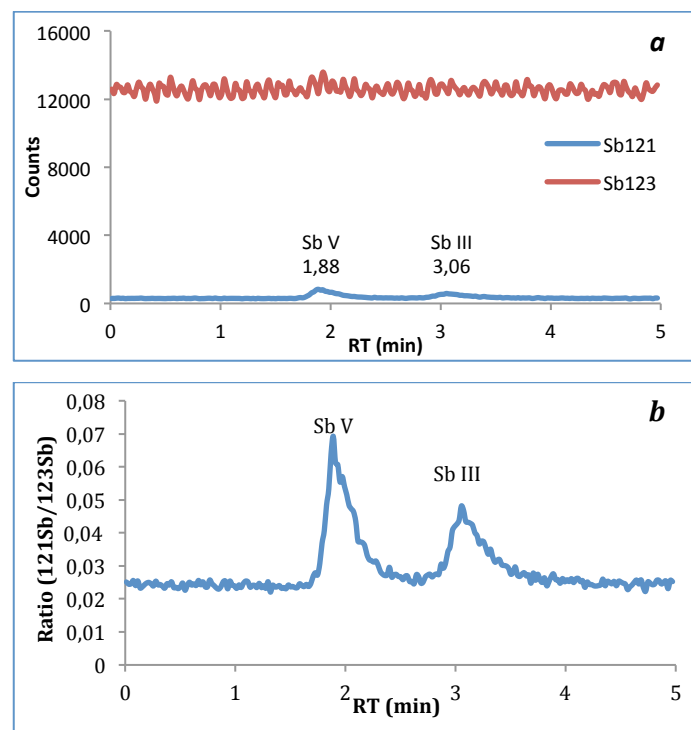 a
16000
12000
8000
4000
0
Counts
Sb121
Sb123
Sb V
1,88
Sb III
3,06
0 1 2 3 4 5
RT (min)
b
0,08
0,07
0,06
0,05
0,04
0,03
0,02
0,01
0
Ratio (121Sb/123Sb)
Sb V
Sb III
0 1 2 3 4 5
RT (min)